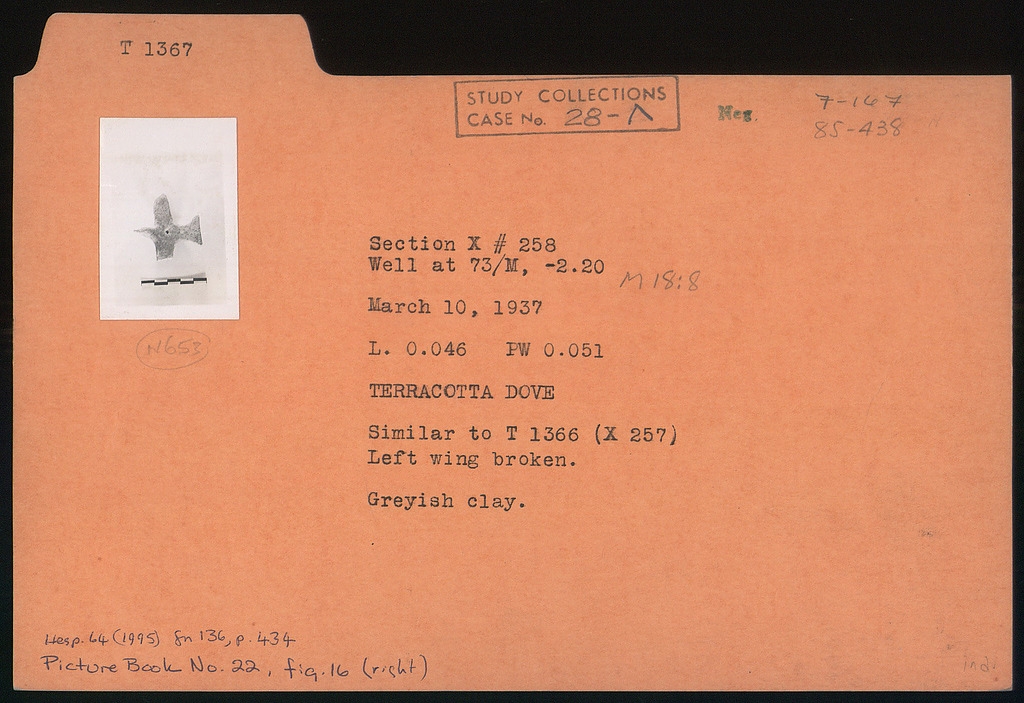 T 1367
STUDY COLLECTIONS
CASE No. 28-Λ
Neg.
7-167
85-438
Section X # 258
Well at 73/M, -2.20
M 18:8
March 10, 1937
N653
L. 0.046 PW 0.051
TERRACOTTA DOVE
Similar to T 1366 (X 257)
Left wing broken.
Greyish clay.
Hesp. 64 (1995) fn 136, p. 434
Picture Book No. 22, fig. 16 (right)